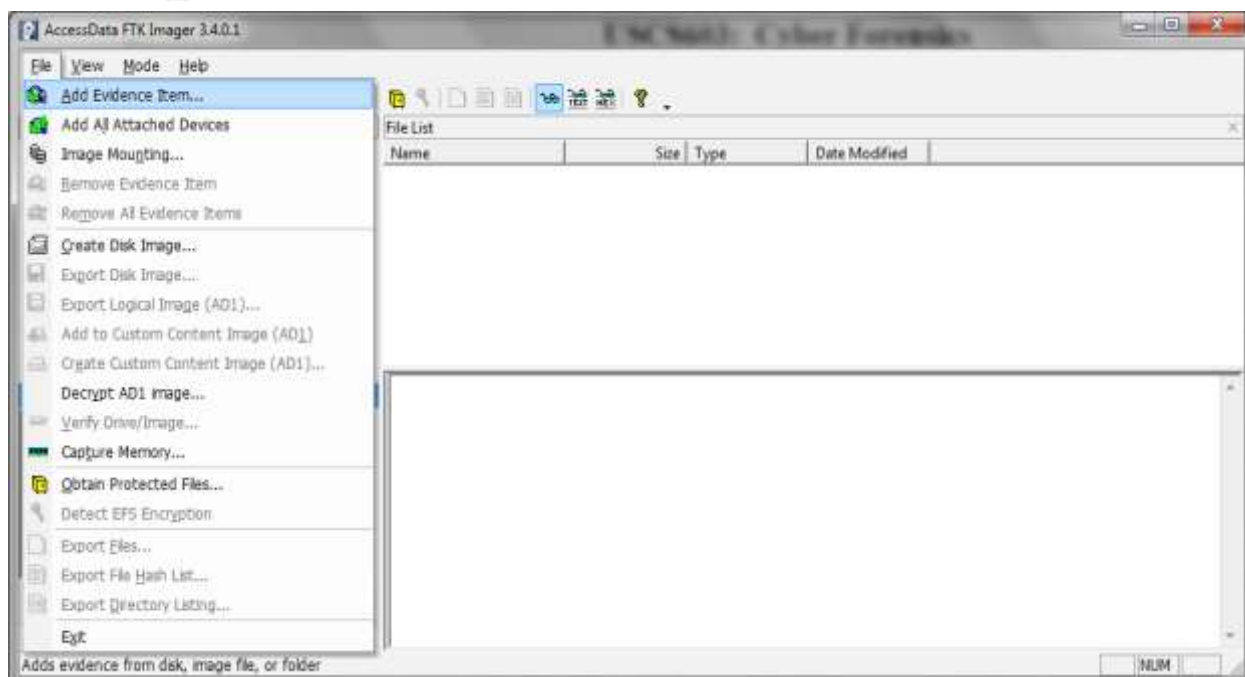 AccessData FTK Imager 3.4.0.1
USCS603: Cyber Forensics
File View Mode Help
Add Evidence Item...
Add All Attached Devices
File List
Image Mounting...
Name Size Type Date Modified
Remove Evidence Item
Remove All Evidence Items
Create Disk Image...
Export Disk Image...
Export Logical Image (AD1)...
Add to Custom Content Image (AD1)
Create Custom Content Image (AD1)...
Decrypt AD1 image...
Verify Drive/Image...
Capture Memory...
Obtain Protected Files...
Detect EFS Encryption
Export Files...
Export File Hash List...
Export Directory Listing...
Exit
Adds evidence from disk, image file, or folder
NUM